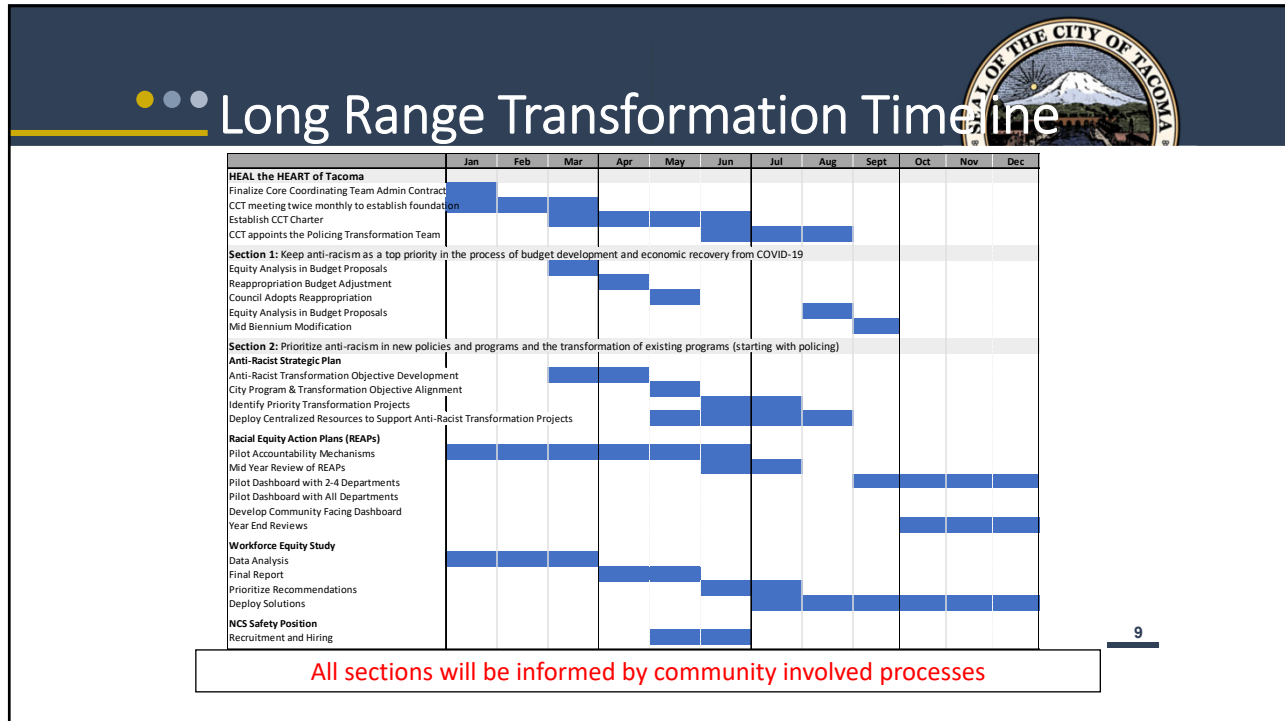 SEAL OF THE CITY OF TACOMA
Long Range Transformation Timeline
Jan Feb Mar Apr May Jun Jul Aug Sept Oct Nov Dec
HEAL the HEART of Tacoma
Finalize Core Coordinating Team Admin Contract
CCT meeting twice monthly to establish foundation
Establish CCT Charter
CCT appoints the Policing Transformation Team
Section 1: Keep anti-racism as a top priority in the process of budget development and economic recovery from COVID-19
Equity Analysis in Budget Proposals
Reappropriation Budget Adjustment
Council Adopts Reappropriation
Equity Analysis in Budget Proposals
Mid Biennium Modification
Section 2: Prioritize anti-racism in new policies and programs and the transformation of existing programs (starting with policing)
Anti-Racist Strategic Plan
Anti-Racist Transformation Objective Development
City Program & Transformation Objective Alignment
Identify Priority Transformation Projects
Deploy Centralized Resources to Support Anti-Racist Transformation Projects
Racial Equity Action Plans (REAPs)
Pilot Accountability Mechanisms
Mid Year Review of REAPs
Pilot Dashboard with 2-4 Departments
Pilot Dashboard with All Departments
Develop Community Facing Dashboard
Year End Reviews
Workforce Equity Study
Data Analysis
Final Report
Prioritize Recommendations
Deploy Solutions
NCS Safety Position
Recruitment and Hiring
9
All sections will be informed by community involved processes